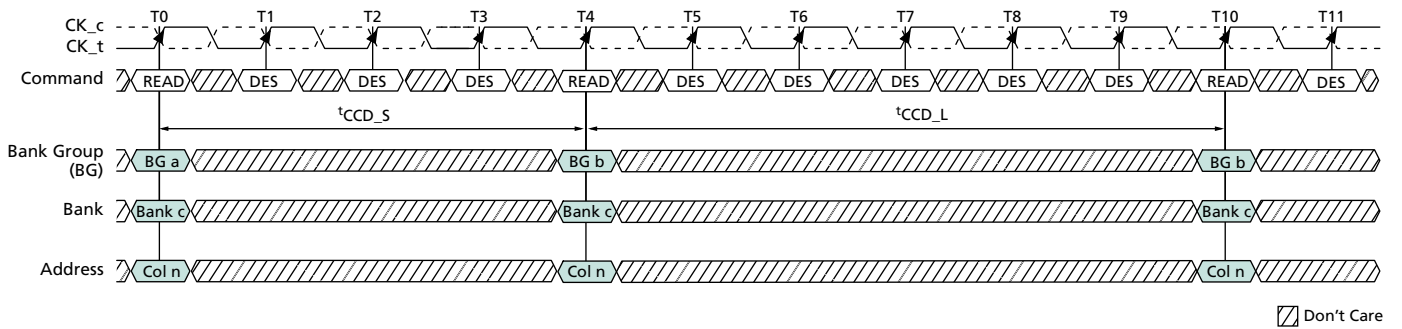 T0 T1 T2 T3 T4 T5 T6 T7 T8 T9 T10 T11
CK_c
CK_t
Command READ DES DES DES READ DES DES DES DES DES READ DES
tCCD_S tCCD_L
Bank Group
(BG)
BG a BG b BG b
Bank Bank c Bank c Bank c
Address Col n Col n Col n
Don't Care